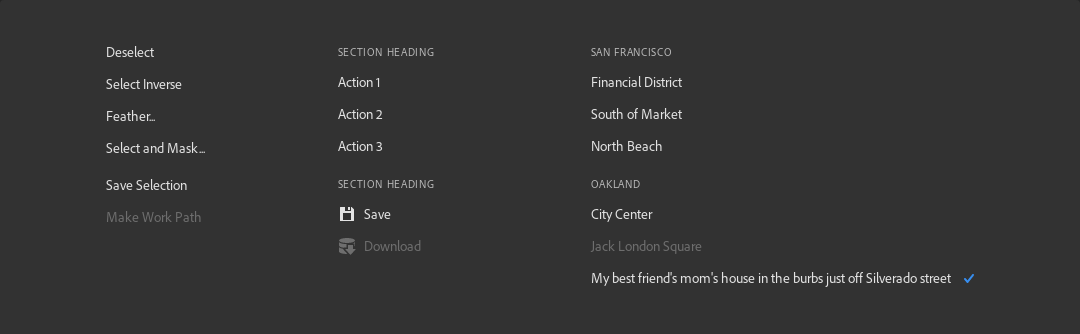 Deselect
Select Inverse
Feather...
Select and Mask...
Save Selection
Make Work Path
SECTION HEADING
Action 1
Action 2
Action 3
SECTION HEADING
Save
Download
SAN FRANCISCO
Financial District
South of Market
North Beach
OAKLAND
City Center
Jack London Square
My best friend's mom's house in the burbs just off Silverado street